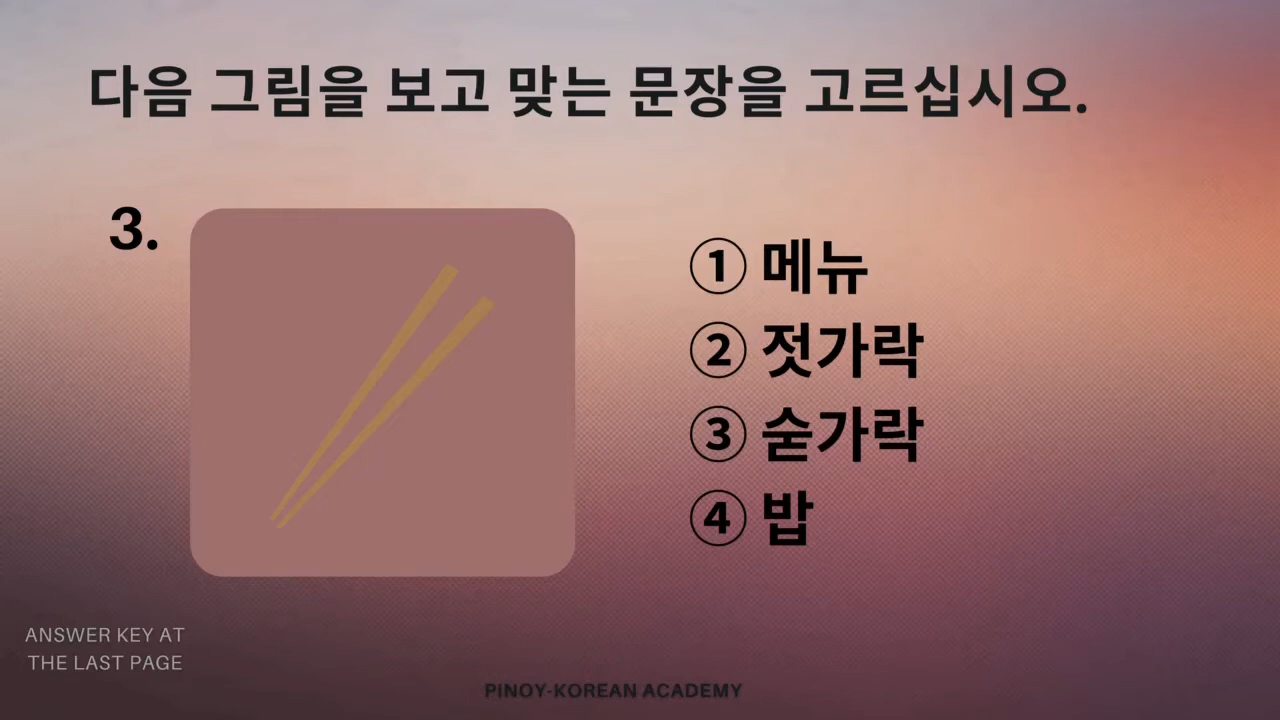 다음 그림을 보고 맞는 문장을 고르십시오.
3.
① 메뉴
② 젓가락
③ 숟가락
④ 밥
ANSWER KEY AT
THE LAST PAGE
PINOY-KOREAN ACADEMY